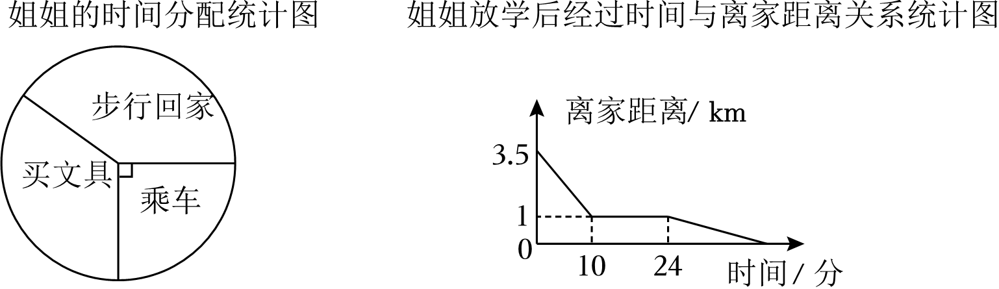 姐姐的时间分配统计图
步行回家
买文具
乘车
姐姐放学后经过时间与离家距离关系统计图
离家距离/ km
3.5
1
0
10
24
时间/ 分